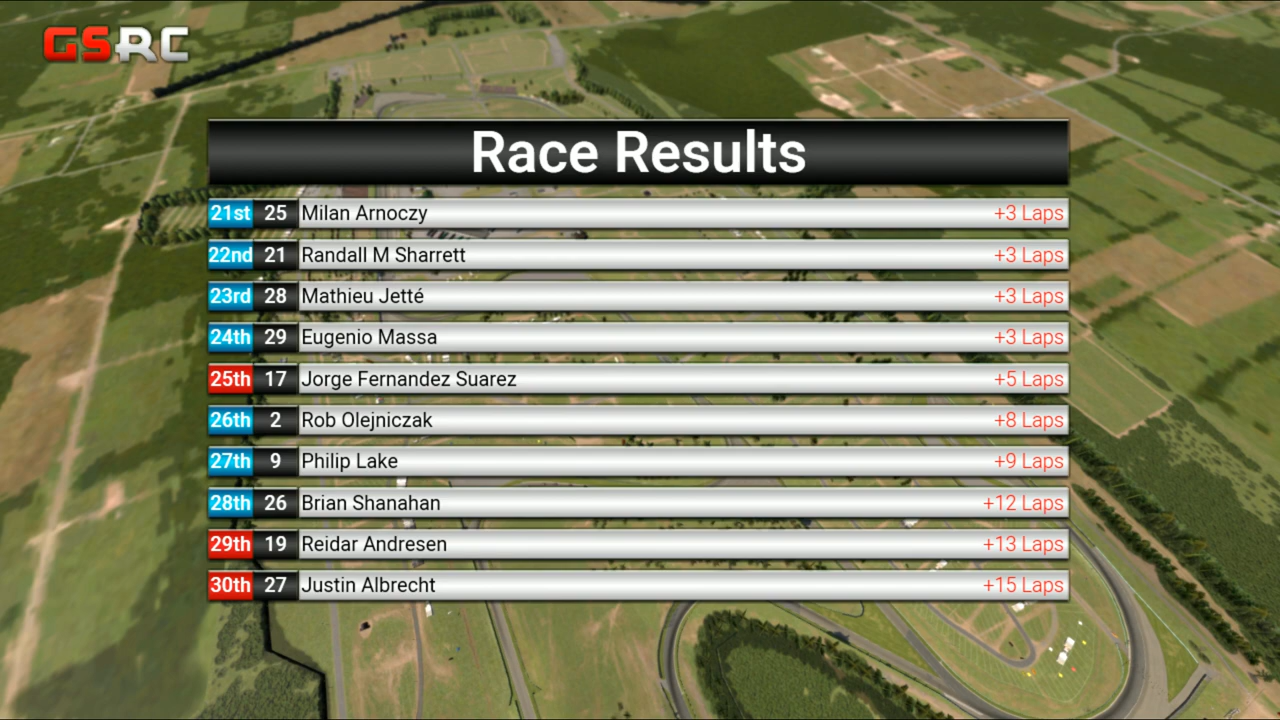 GSRC
Race Results
21st 25 Milan Arnoczy +3 Laps
22nd 21 Randall M Sharrett +3 Laps
23rd 28 Mathieu Jetté +3 Laps
24th 29 Eugenio Massa +3 Laps
25th 17 Jorge Fernandez Suarez +5 Laps
26th 2 Rob Olejniczak +8 Laps
27th 9 Philip Lake +9 Laps
28th 26 Brian Shanahan +12 Laps
29th 19 Reidar Andresen +13 Laps
30th 27 Justin Albrecht +15 Laps